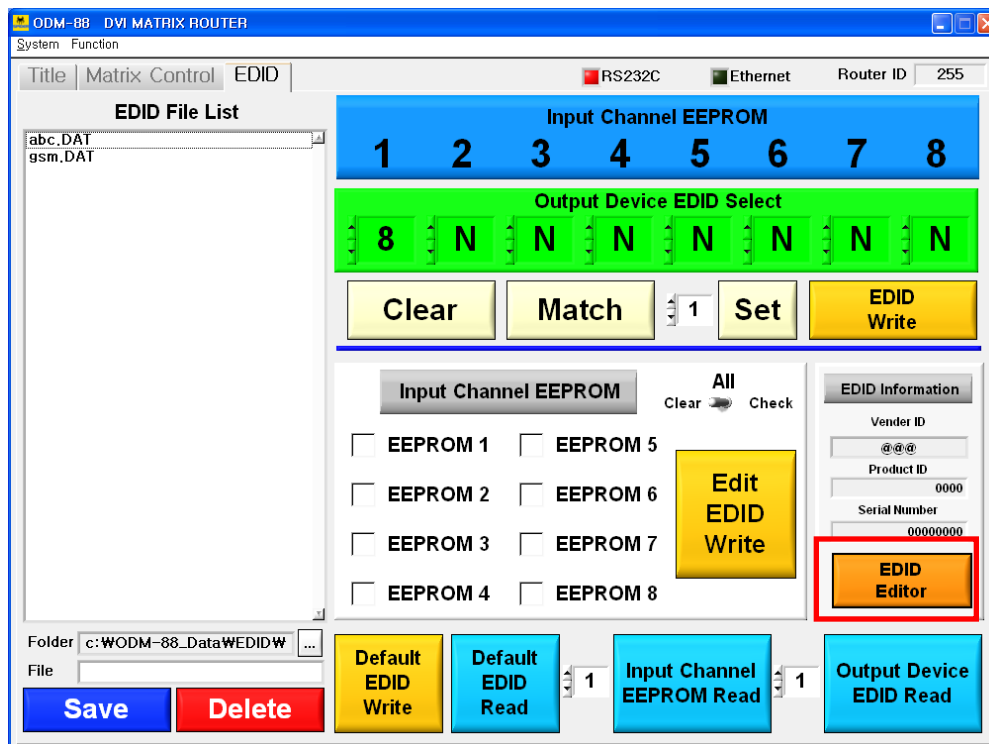 ODM-88 DVI MATRIX ROUTER
System Function
Title Matrix Control EDID
RS232C Ethernet Router ID 255
EDID File List
abc.DAT
gsm.DAT
Input Channel EEPROM
1 2 3 4 5 6 7 8
Output Device EDID Select
8 N N N N N N N
Clear Match 1 Set EDID
Write
Input Channel EEPROM
All
Clear Check
EEPROM 1 EEPROM 5
EEPROM 2 EEPROM 6
EEPROM 3 EEPROM 7
EEPROM 4 EEPROM 8
Edit
EDID
Write
EDID Information
Vender ID
@@@
Product ID
0000
Serial Number
00000000
EDID
Editor
Folder c:₩ODM-88_Data₩EDID₩ ...
File
Save Delete
Default
EDID
Write
Default
EDID
Read
1
Input Channel
EEPROM Read
1
Output Device
EDID Read